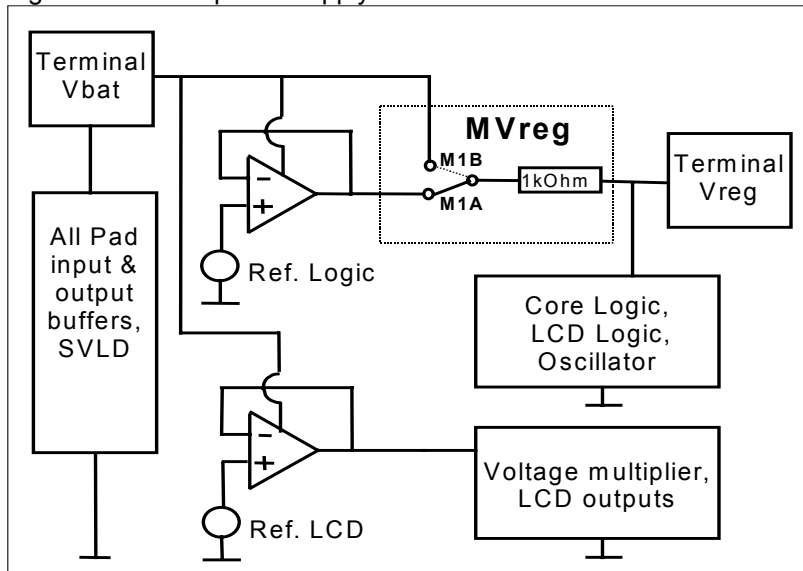 Terminal
Vbat
MVreg
M1B
M1A
1kOhm
Terminal
Vreg
-
+
Ref. Logic
All Pad
input &
output
buffers,
SVLD
Core Logic,
LCD Logic,
Oscillator
-
+
Ref. LCD
Voltage multiplier,
LCD outputs